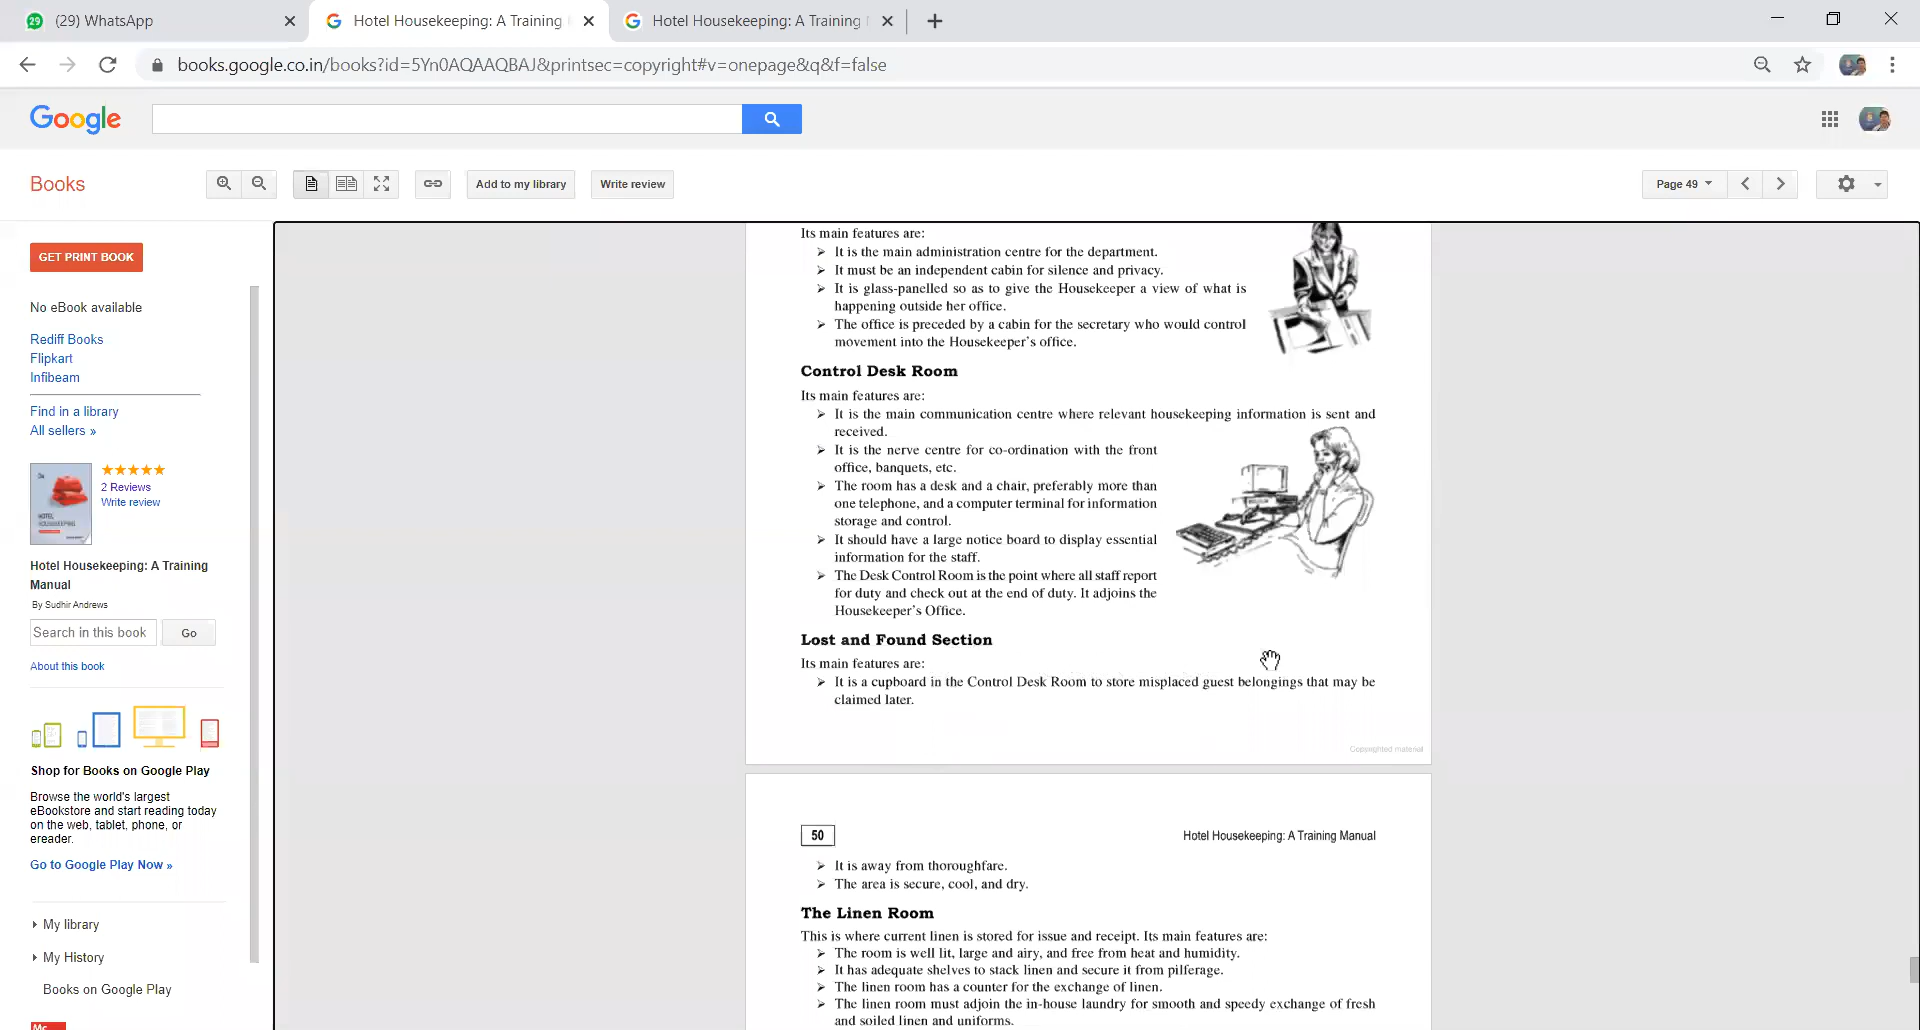 (29) WhatsApp
Hotel Housekeeping: A Training
Hotel Housekeeping: A Training
books.google.co.in/books?id=5Yn0AQAAQBAJ&printsec=copyright#v=onepage&q&f=false
Google
Books
Add to my library
Write review
Page 49
GET PRINT BOOK
No eBook available
Rediff Books
Flipkart
Infibeam
Find in a library
All sellers »
2 Reviews
Write review
HOTEL
HOUSEKEEPING
Hotel Housekeeping: A Training
Manual
By Sudhir Andrews
Search in this book
Go
About this book
Shop for Books on Google Play
Browse the world's largest
eBookstore and start reading today
on the web, tablet, phone, or
ereader.
Go to Google Play Now »
My library
My History
Books on Google Play
Mc
Its main features are:
➢ It is the main administration centre for the department.
➢ It must be an independent cabin for silence and privacy.
➢ It is glass-panelled so as to give the Housekeeper a view of what is
happening outside her office.
➢ The office is preceded by a cabin for the secretary who would control
movement into the Housekeeper's office.
Control Desk Room
Its main features are:
➢ It is the main communication centre where relevant housekeeping information is sent and
received.
➢ It is the nerve centre for co-ordination with the front
office, banquets, etc.
➢ The room has a desk and a chair, preferably more than
one telephone, and a computer terminal for information
storage and control.
➢ It should have a large notice board to display essential
information for the staff.
➢ The Desk Control Room is the point where all staff report
for duty and check out at the end of duty. It adjoins the
Housekeeper's Office.
Lost and Found Section
Its main features are:
➢ It is a cupboard in the Control Desk Room to store misplaced guest belongings that may be
claimed later.
Copyrighted material
50
Hotel Housekeeping: A Training Manual
➢ It is away from thoroughfare.
➢ The area is secure, cool, and dry.
The Linen Room
This is where current linen is stored for issue and receipt. Its main features are:
➢ The room is well lit, large and airy, and free from heat and humidity.
➢ It has adequate shelves to stack linen and secure it from pilferage.
➢ The linen room has a counter for the exchange of linen.
➢ The linen room must adjoin the in-house laundry for smooth and speedy exchange of fresh
and soiled linen and uniforms.